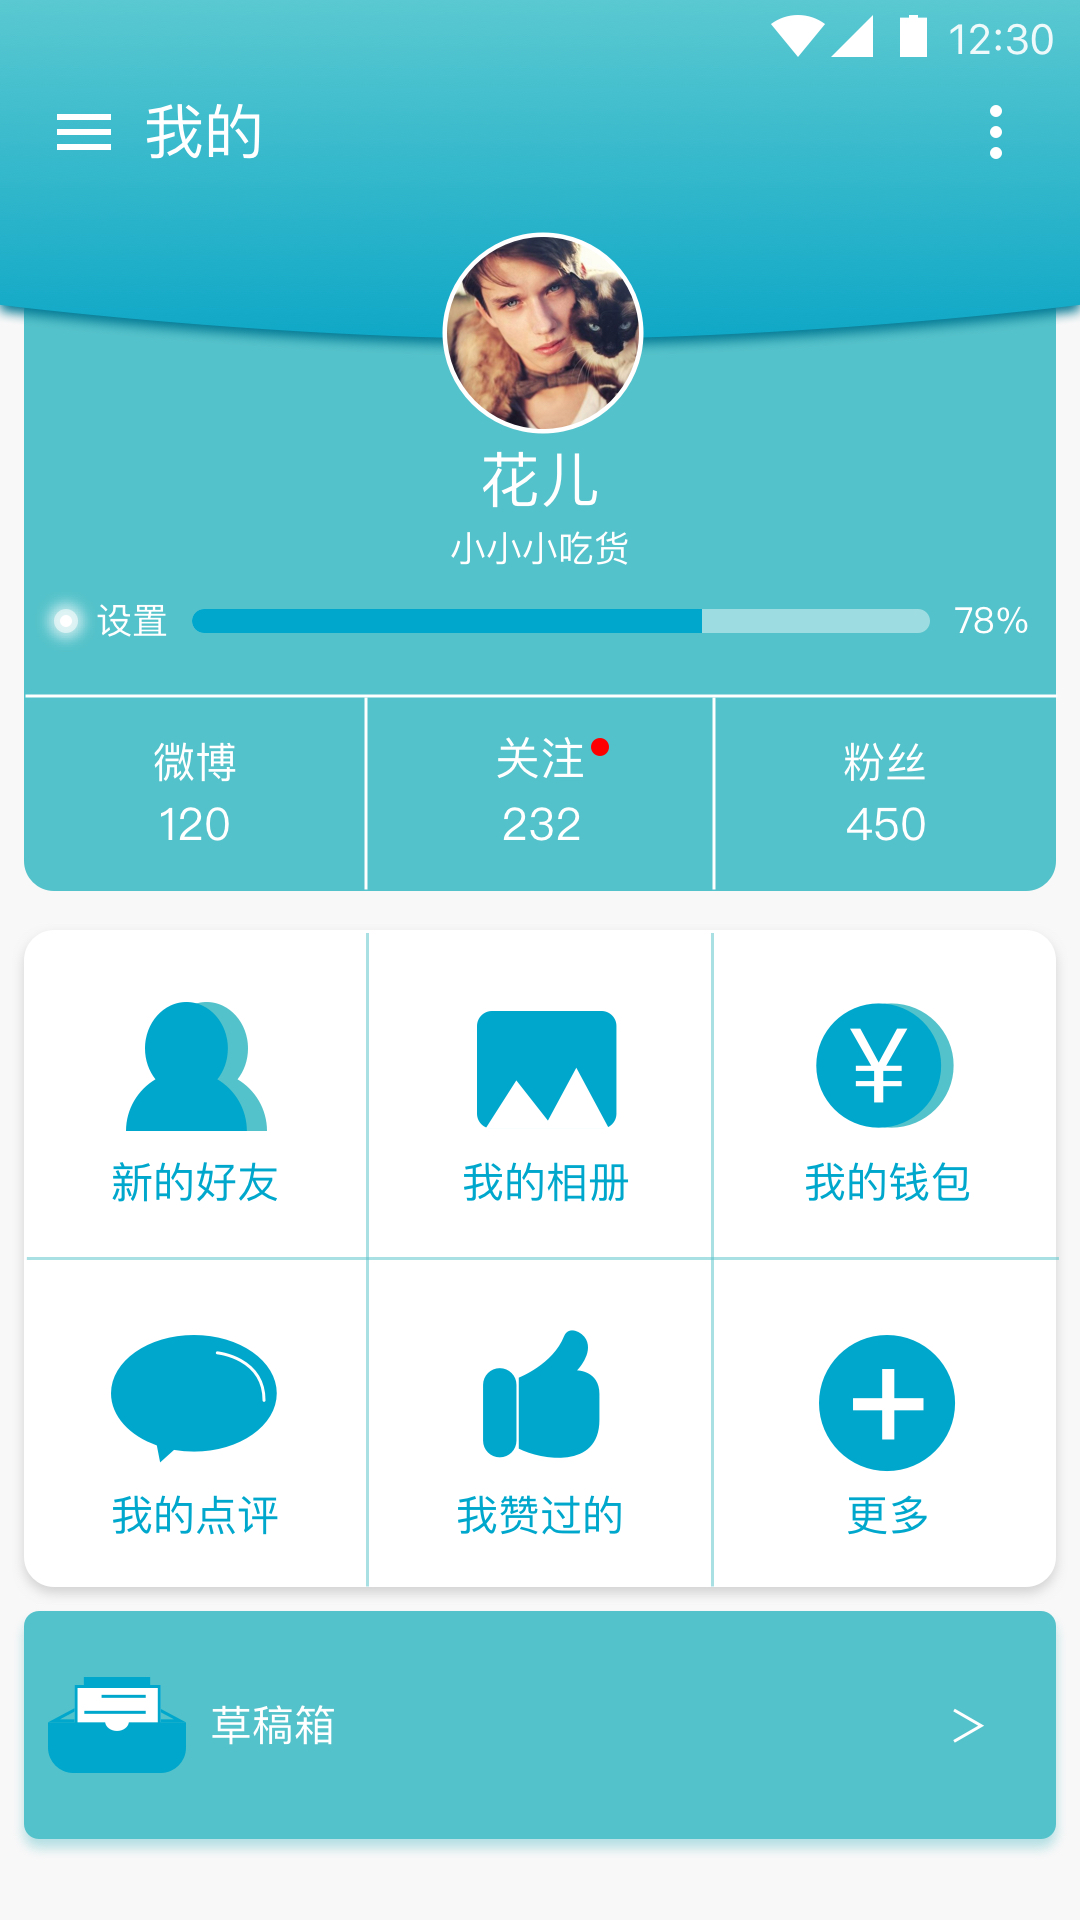 12:30
我的
花儿
小小小吃货
设置 78%
微博 关注 粉丝
120 232 450
¥
新的好友 我的相册 我的钱包
我的点评 我赞过的 更多
草稿箱 >